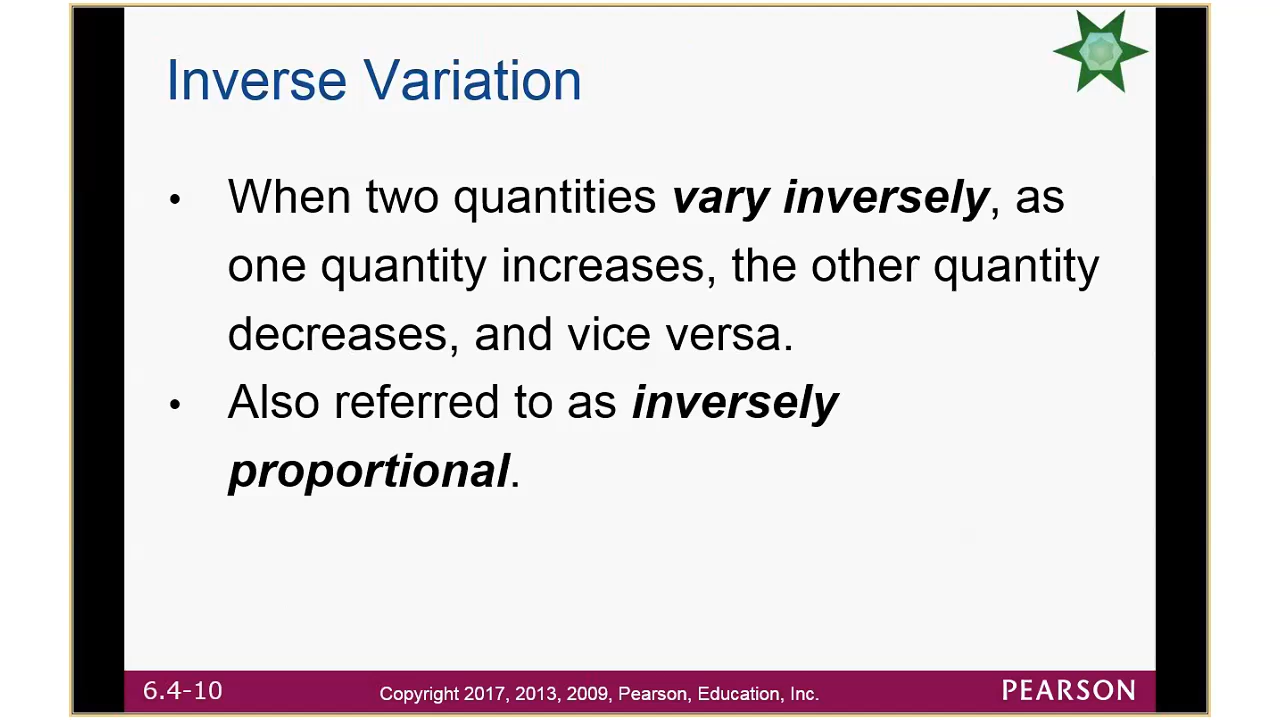 Inverse Variation
• When two quantities vary inversely, as
one quantity increases, the other quantity
decreases, and vice versa.
• Also referred to as inversely
proportional.
6.4-10 Copyright 2017, 2013, 2009, Pearson, Education, Inc. PEARSON